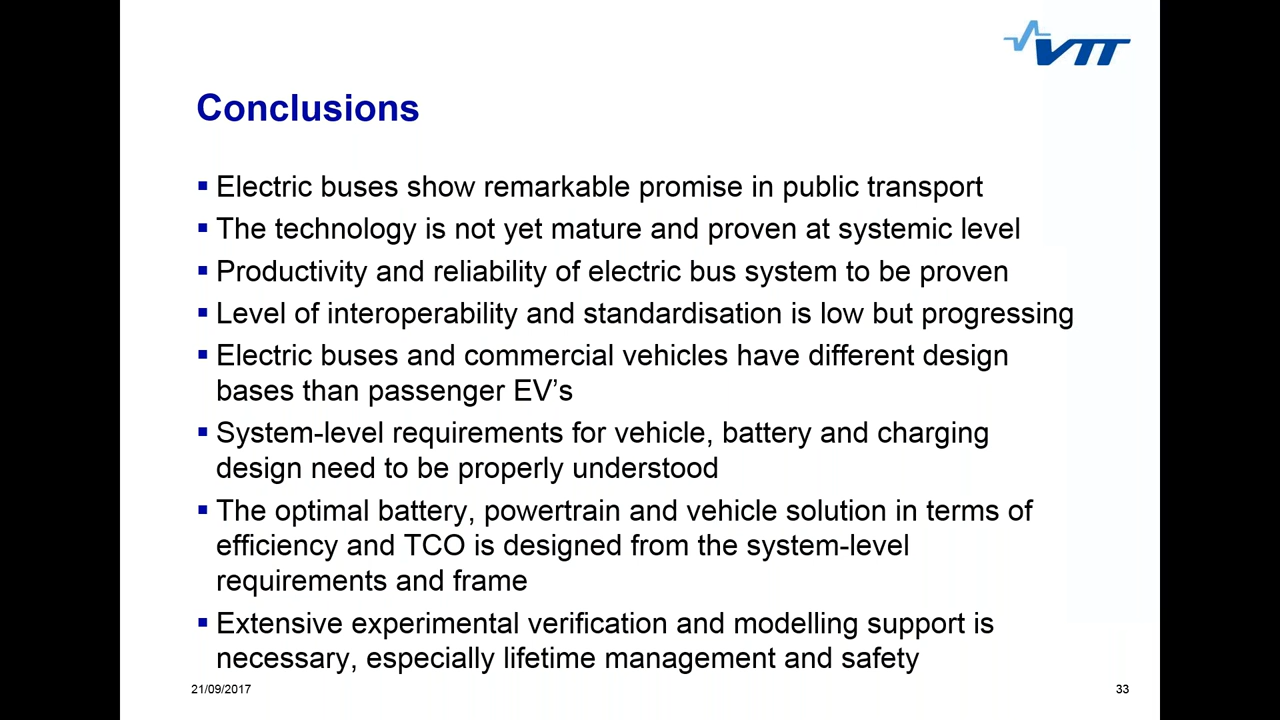 VTT
Conclusions
▪ Electric buses show remarkable promise in public transport
▪ The technology is not yet mature and proven at systemic level
▪ Productivity and reliability of electric bus system to be proven
▪ Level of interoperability and standardisation is low but progressing
▪ Electric buses and commercial vehicles have different design
bases than passenger EV’s
▪ System-level requirements for vehicle, battery and charging
design need to be properly understood
▪ The optimal battery, powertrain and vehicle solution in terms of
efficiency and TCO is designed from the system-level
requirements and frame
▪ Extensive experimental verification and modelling support is
necessary, especially lifetime management and safety
21/09/2017
33